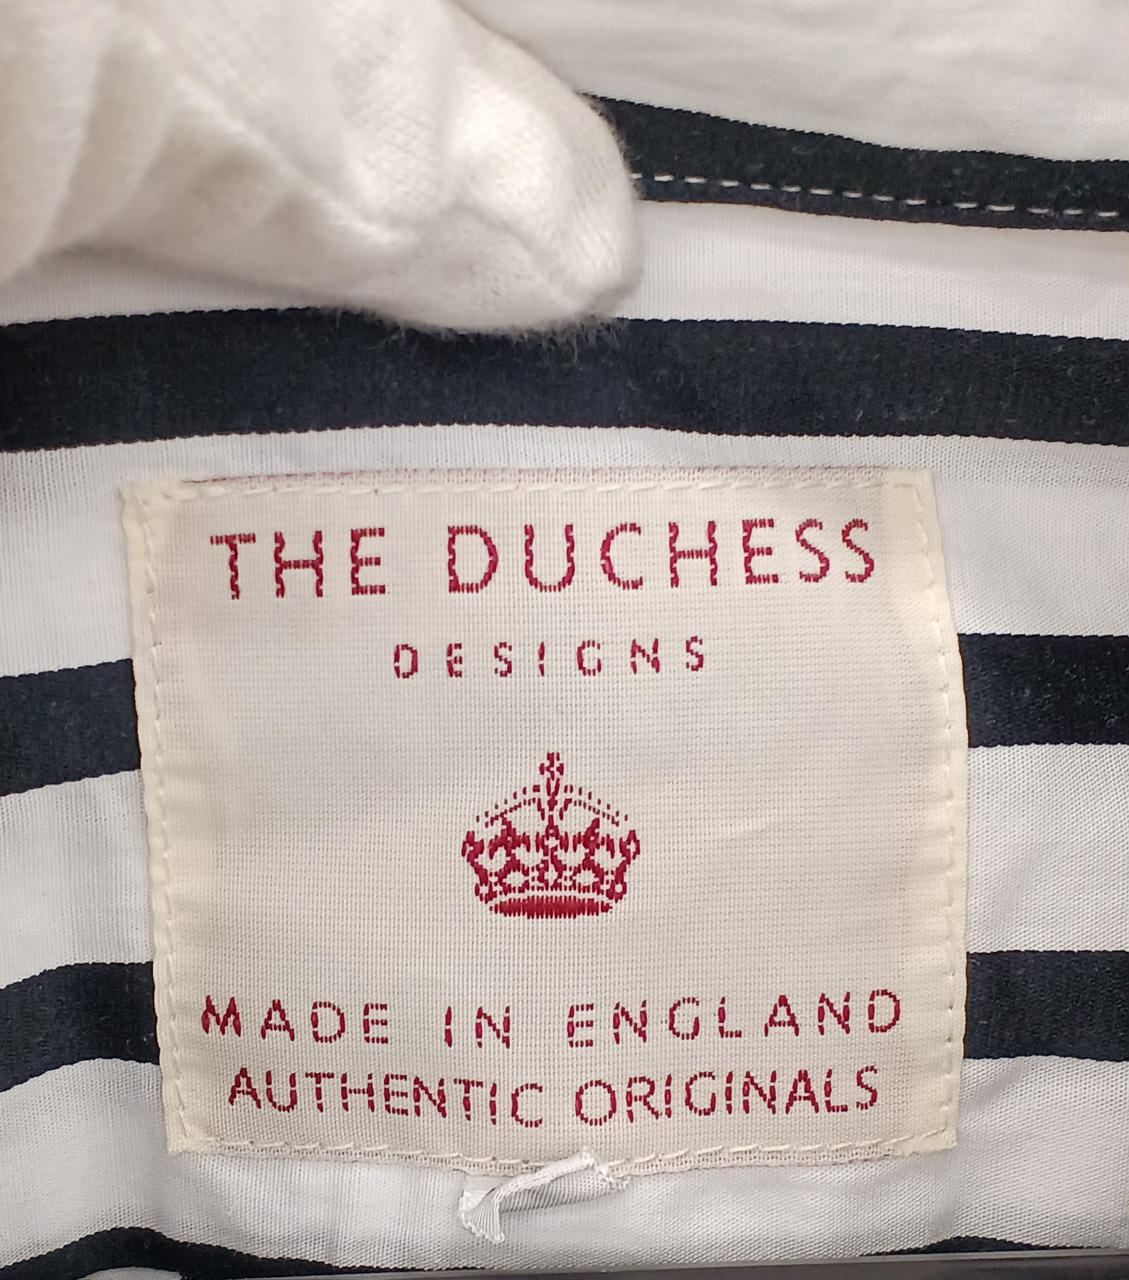 THE DUCHESS
DESIGNS
MADE IN ENGLAND
AUTHENTIC ORIGINALS